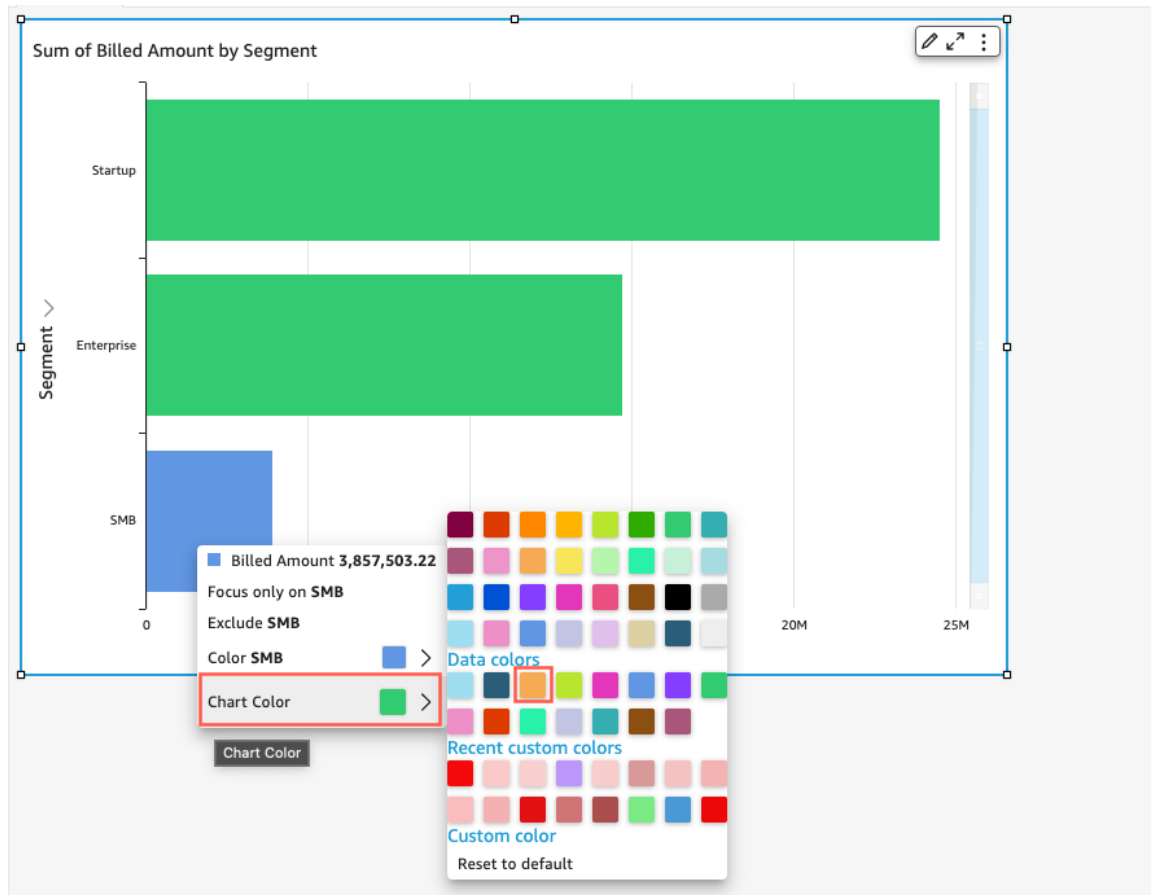 Sum of Billed Amount by Segment
Startup
Segment
Enterprise
SMB
0
20M
25M
Billed Amount 3,857,503.22
Focus only on SMB
Exclude SMB
Color SMB
Chart Color
Chart Color
Data colors
Recent custom colors
Custom color
Reset to default